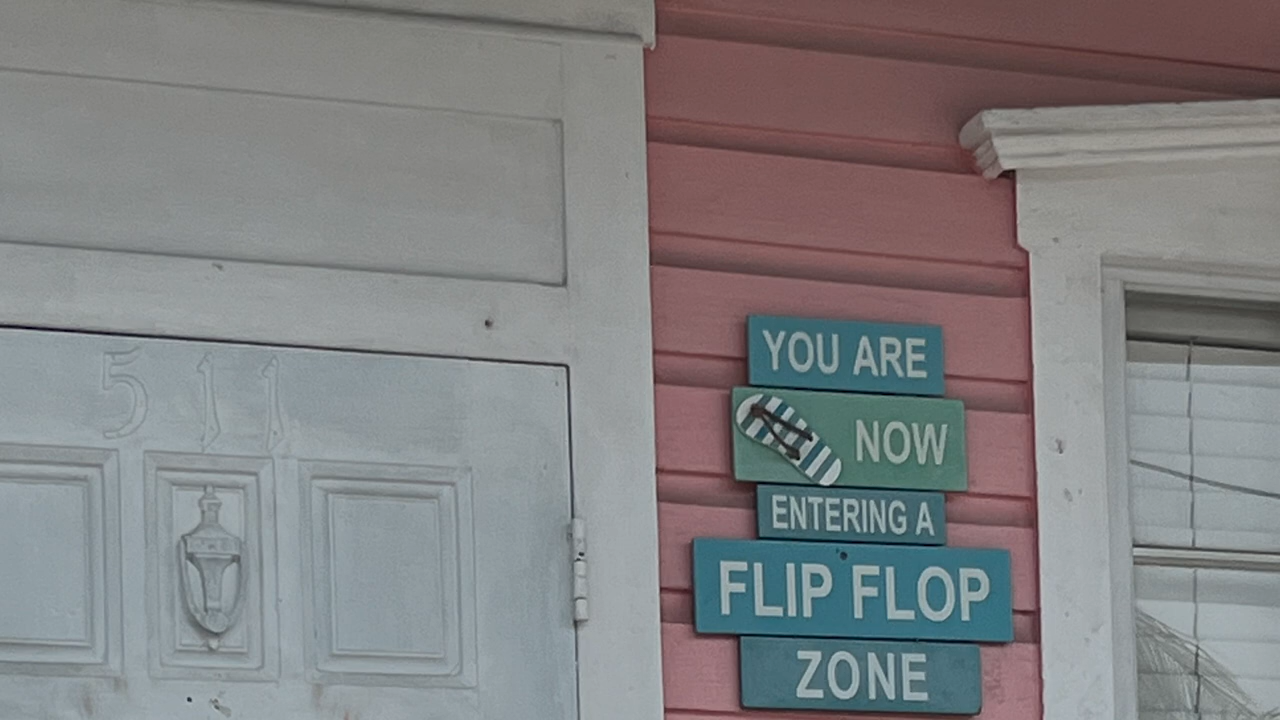 511
YOU ARE
NOW
ENTERING A
FLIP FLOP
ZONE